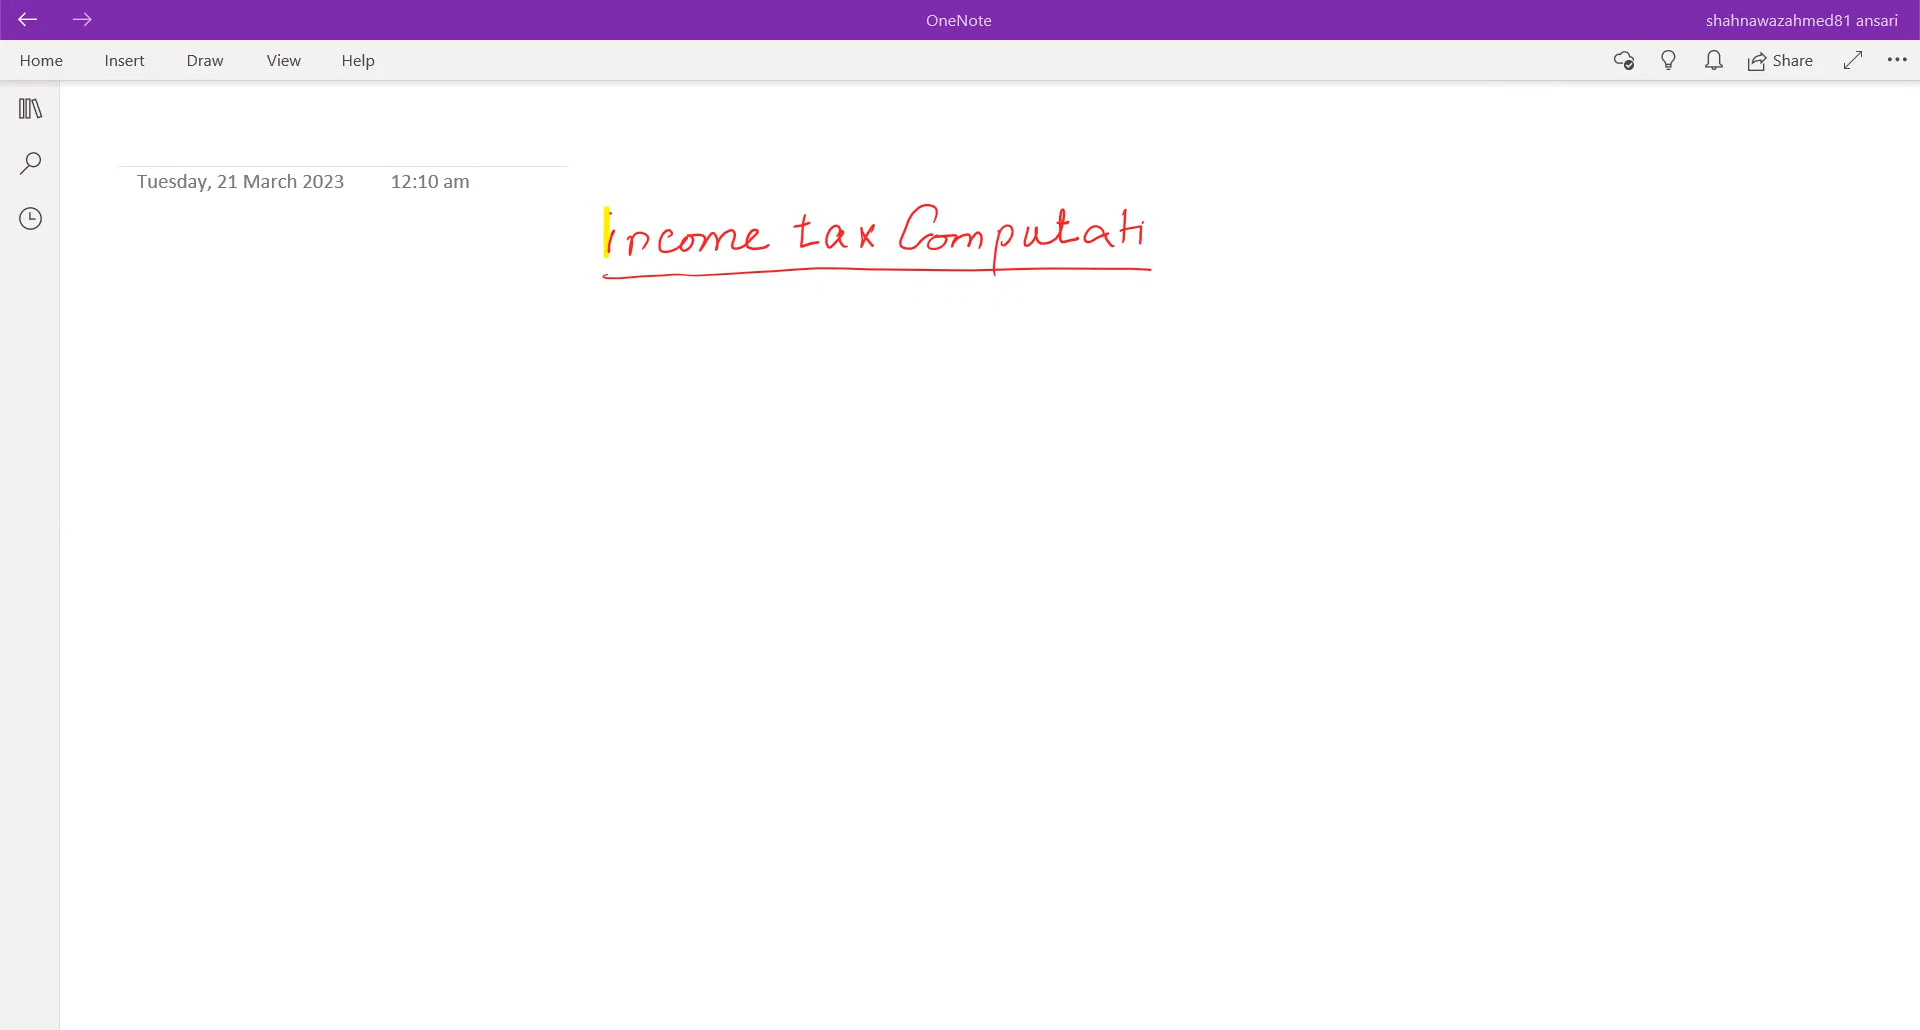 OneNote
shahnawazahmed81 ansari
Home Insert Draw View Help Share
Tuesday, 21 March 2023 12:10 am
income tax Computati